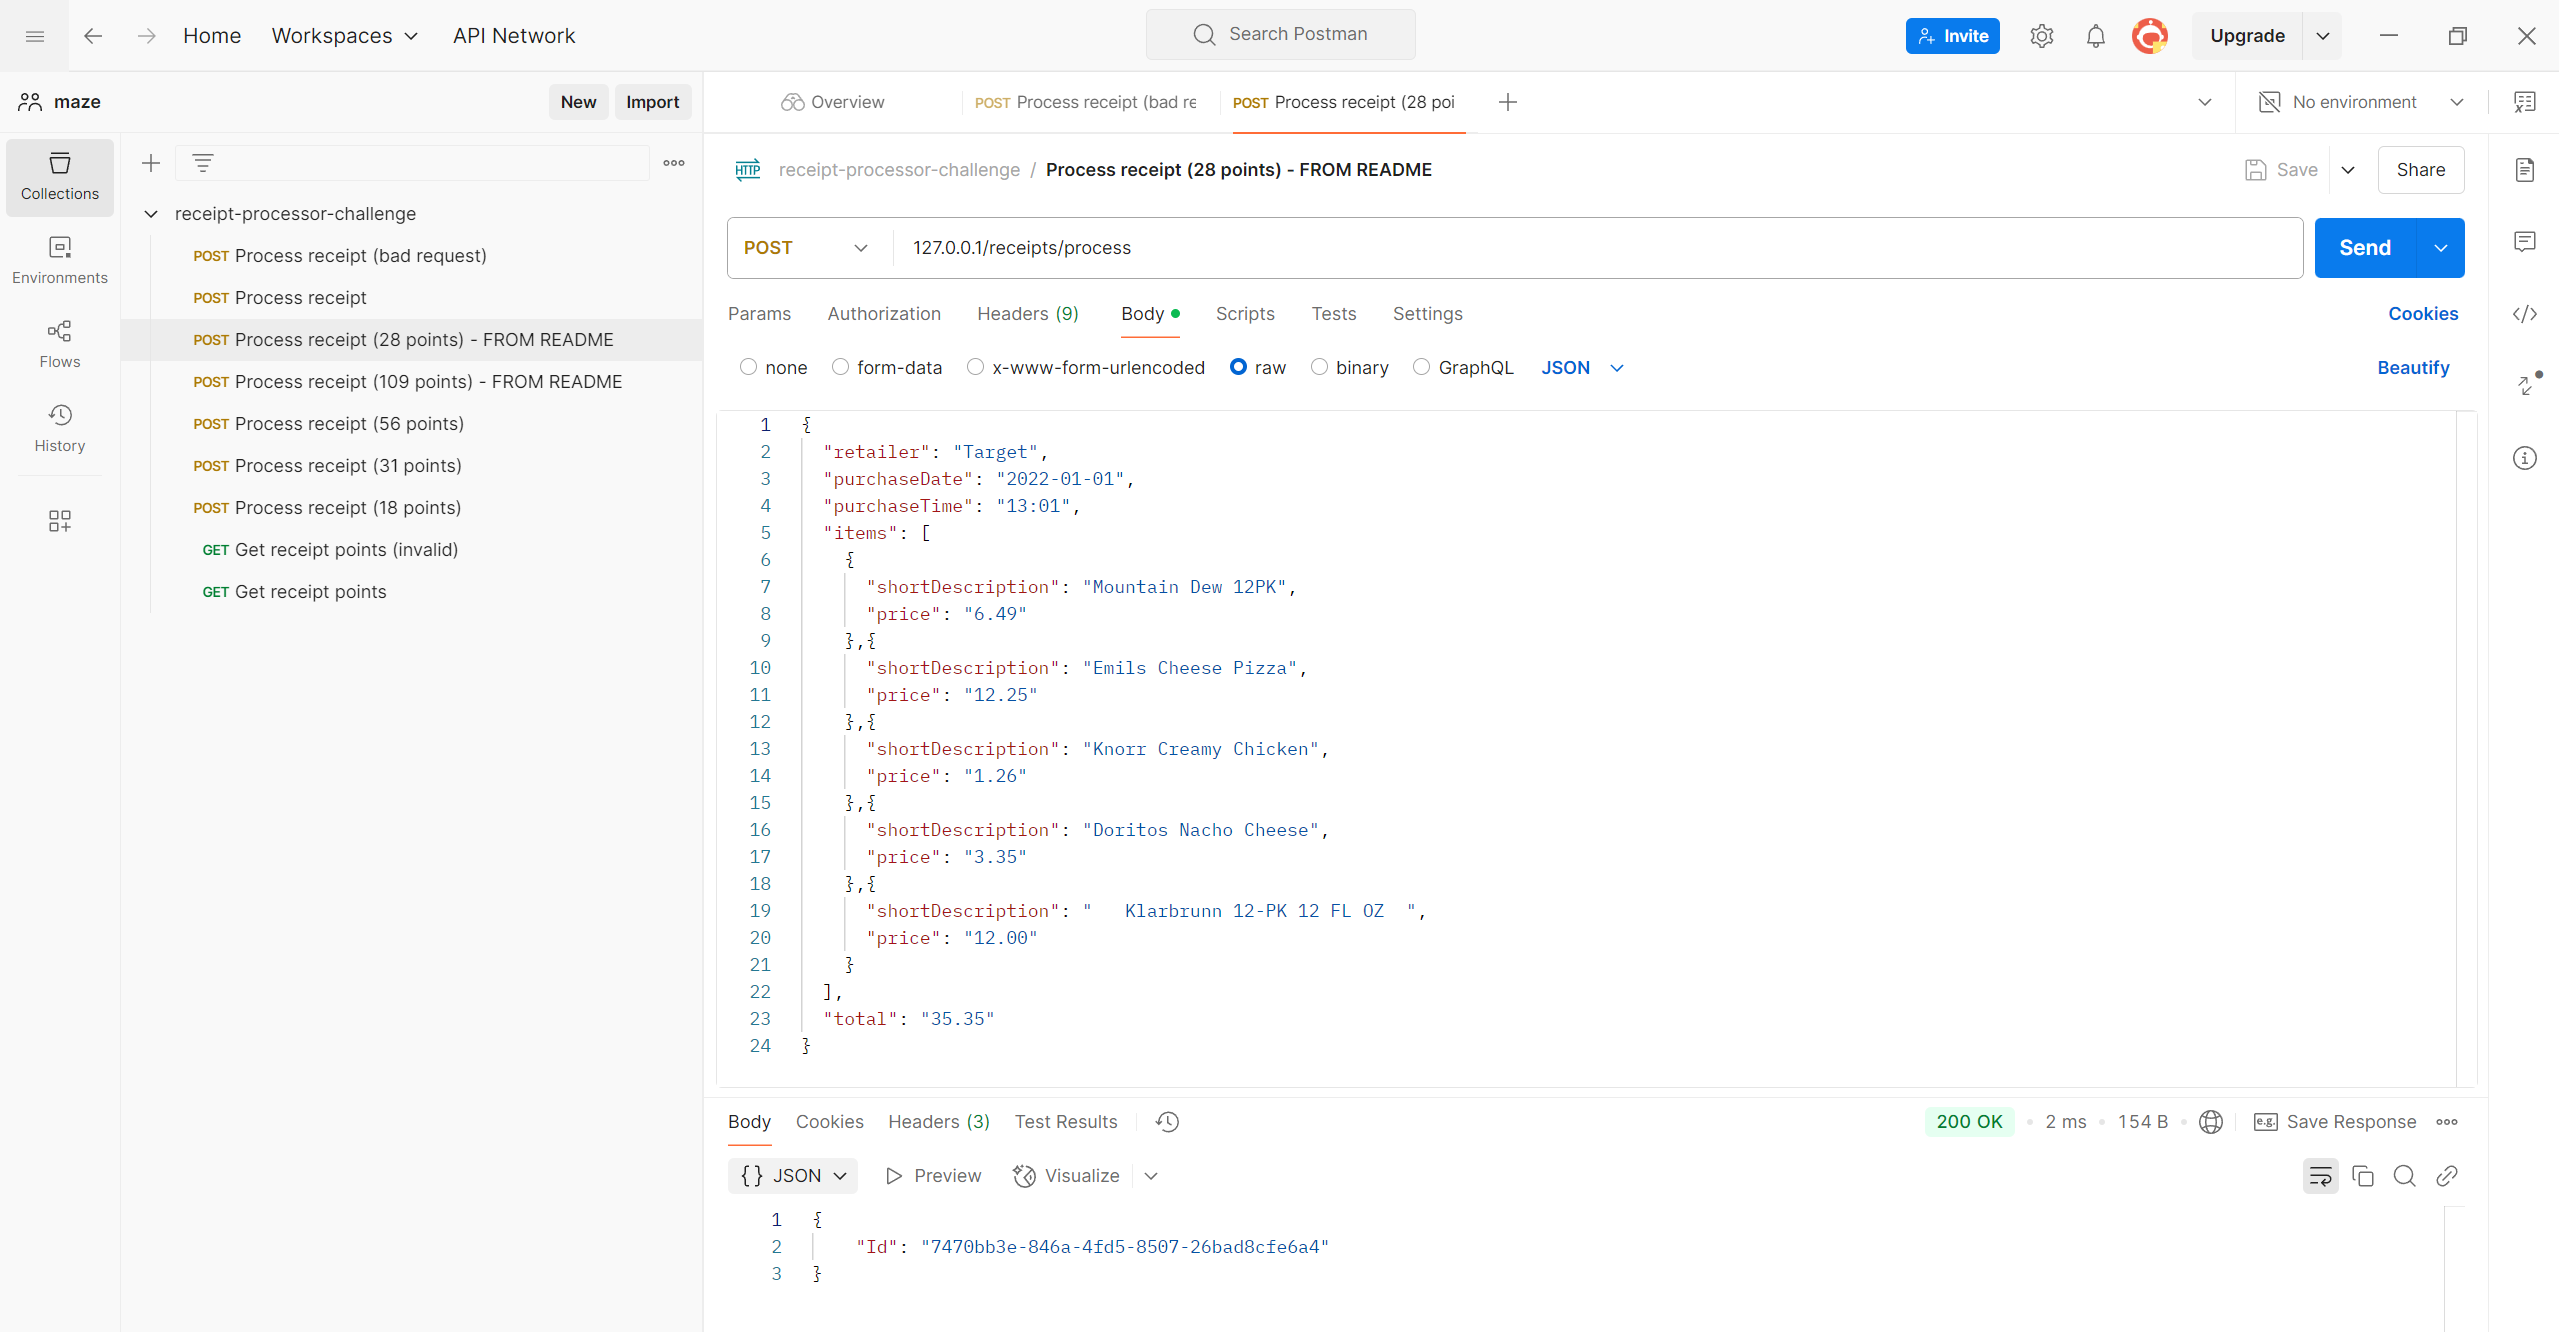 Home
Workspaces
API Network
Search Postman
Invite
Upgrade
maze
New
Import
Overview
POST Process receipt (bad re
POST Process receipt (28 poi
No environment
Collections
Environments
Flows
History
receipt-processor-challenge
POST Process receipt (bad request)
POST Process receipt
POST Process receipt (28 points) - FROM README
POST Process receipt (109 points) - FROM README
POST Process receipt (56 points)
POST Process receipt (31 points)
POST Process receipt (18 points)
GET Get receipt points (invalid)
GET Get receipt points
HTTP receipt-processor-challenge / Process receipt (28 points) - FROM README
Save
Share
POST
127.0.0.1/receipts/process
Send
Params
Authorization
Headers (9)
Body
Scripts
Tests
Settings
Cookies
none
form-data
x-www-form-urlencoded
raw
binary
GraphQL
JSON
Beautify
1 {
2 "retailer": "Target",
3 "purchaseDate": "2022-01-01",
4 "purchaseTime": "13:01",
5 "items": [
6 {
7 "shortDescription": "Mountain Dew 12PK",
8 "price": "6.49"
9 },{
10 "shortDescription": "Emils Cheese Pizza",
11 "price": "12.25"
12 },{
13 "shortDescription": "Knorr Creamy Chicken",
14 "price": "1.26"
15 },{
16 "shortDescription": "Doritos Nacho Cheese",
17 "price": "3.35"
18 },{
19 "shortDescription": "   Klarbrunn 12-PK 12 FL OZ  ",
20 "price": "12.00"
21 }
22 ],
23 "total": "35.35"
24 }
Body
Cookies
Headers (3)
Test Results
200 OK
2 ms
154 B
e.g. Save Response
{} JSON
Preview
Visualize
1 {
2 "Id": "7470bb3e-846a-4fd5-8507-26bad8cfe6a4"
3 }